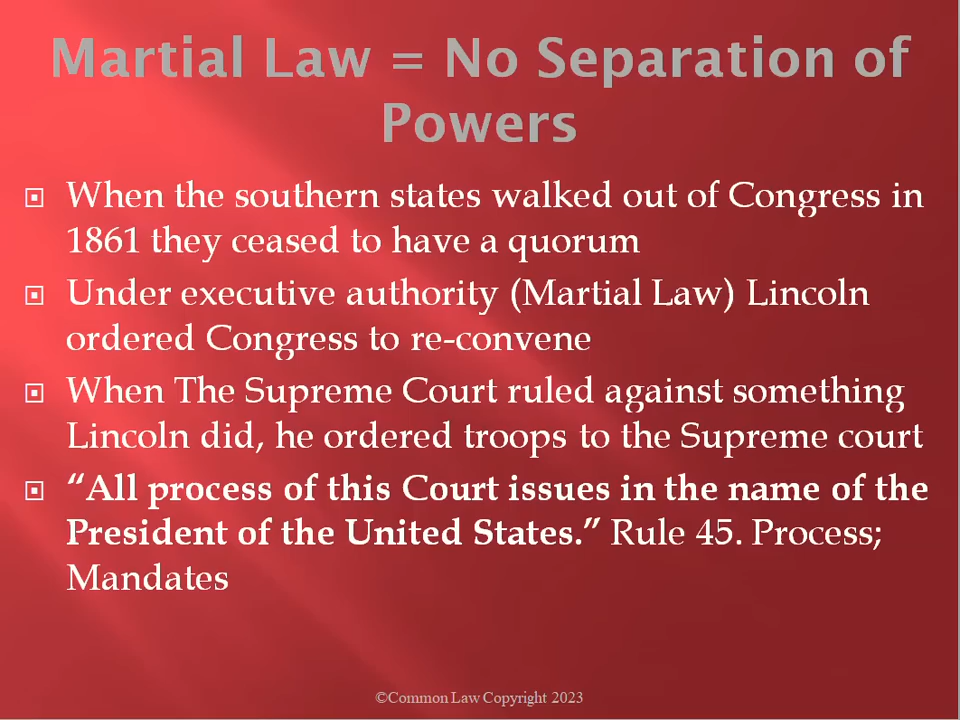 Martial Law = No Separation of
Powers
When the southern states walked out of Congress in
1861 they ceased to have a quorum
Under executive authority (Martial Law) Lincoln
ordered Congress to re-convene
When The Supreme Court ruled against something
Lincoln did, he ordered troops to the Supreme court
“All process of this Court issues in the name of the
President of the United States.” Rule 45. Process;
Mandates
©Common Law Copyright 2023